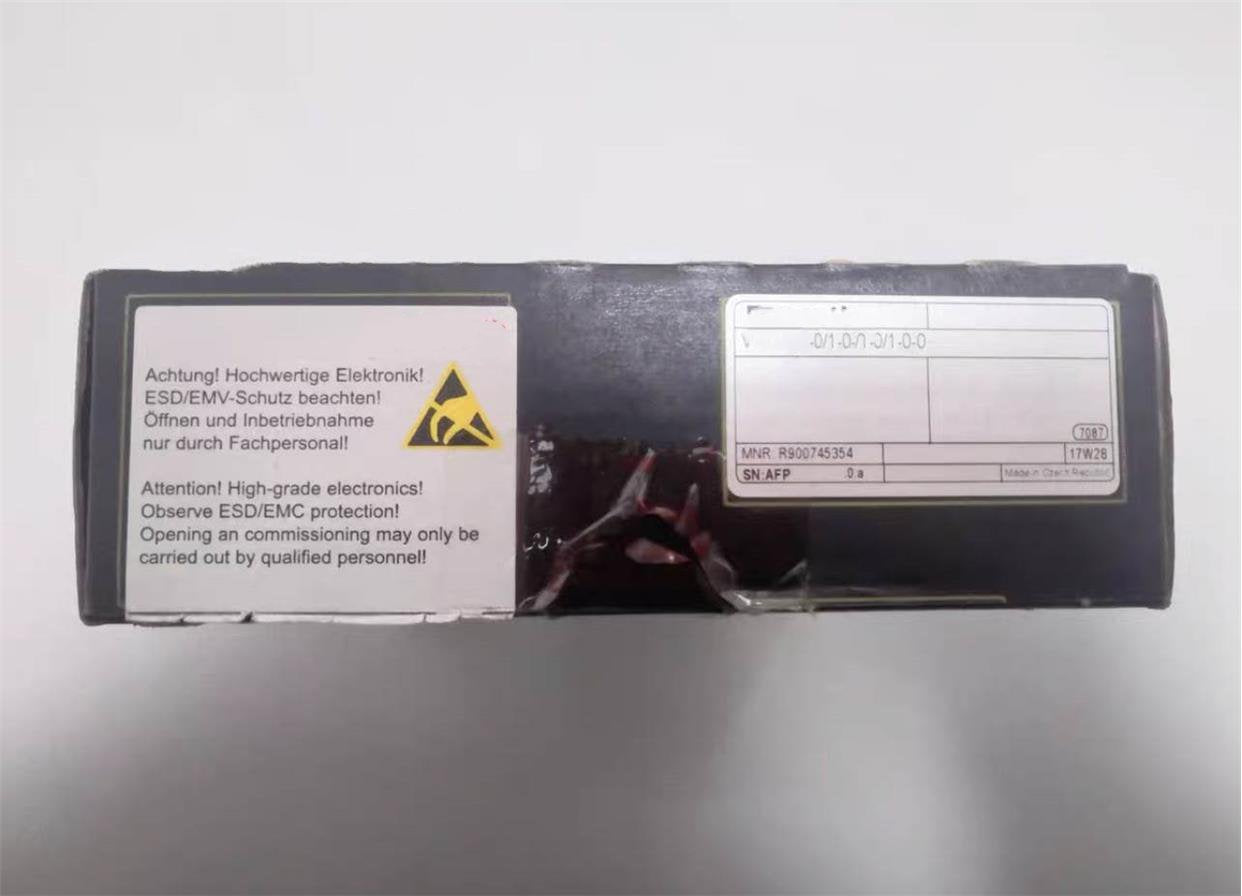 Achtung! Hochwertige Elektronik!
ESD/EMV-Schutz beachten!
Öffnen und Inbetriebnahme
nur durch Fachpersonal!
Attention! High-grade electronics!
Observe ESD/EMC protection!
Opening an commissioning may only be
carried out by qualified personnel!
V -0/1-0-/1-0/1-0-0
7087
MNR: R900745354 17W28
SN:AFP .0.a Made in Czech Republic